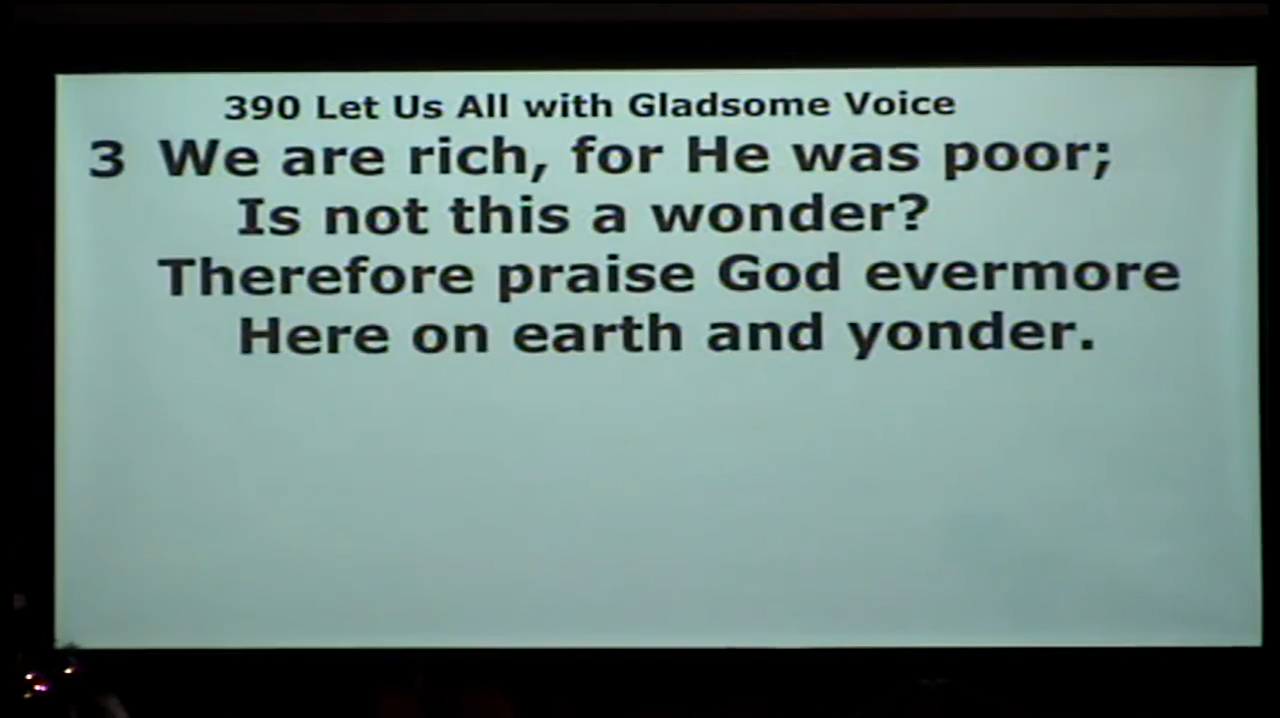 390 Let Us All with Gladsome Voice
3 We are rich, for He was poor;
Is not this a wonder?
Therefore praise God evermore
Here on earth and yonder.